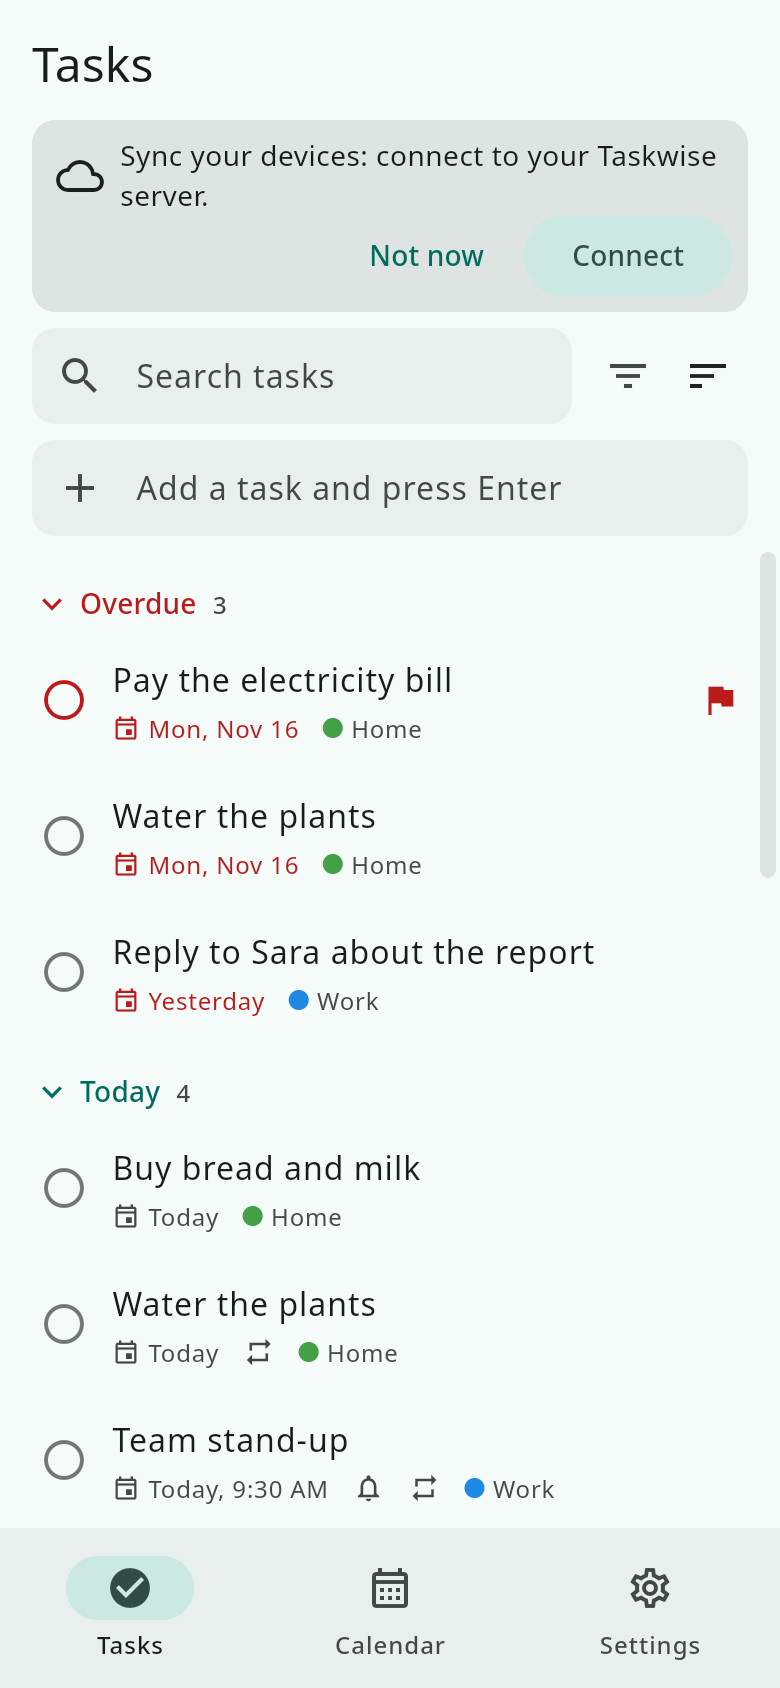 Tasks
Sync your devices: connect to your Taskwise
server.
Not now Connect
Search tasks
Add a task and press Enter
Overdue 3
Pay the electricity bill
Mon, Nov 16 Home
Water the plants
Mon, Nov 16 Home
Reply to Sara about the report
Yesterday Work
Today 4
Buy bread and milk
Today Home
Water the plants
Today Home
Team stand-up
Today, 9:30 AM Work
Tasks Calendar Settings